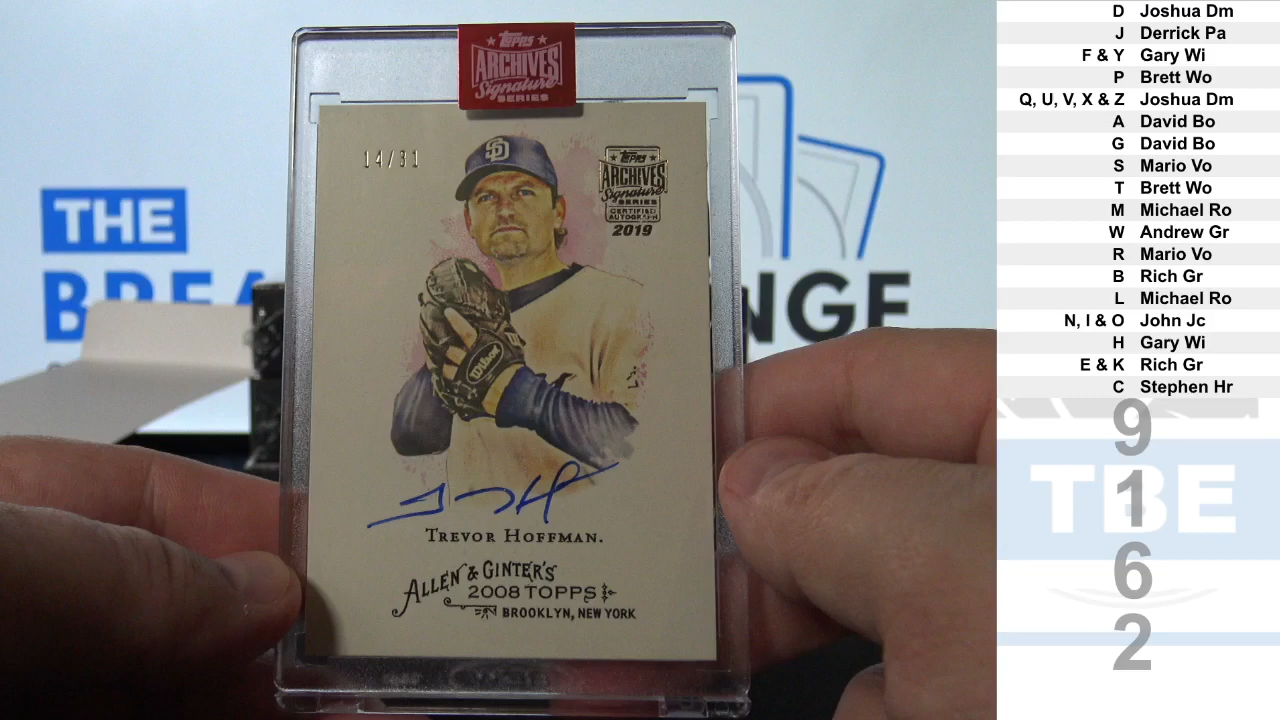 THE
BREA
NGE
TOPPS
ARCHIVES
Signature
SERIES
14/31
SD
TOPPS
ARCHIVES
Signature
SERIES
CERTIFIED
AUTOGRAPH
2019
Wilson
TREVOR HOFFMAN.
ALLEN & GINTER'S
2008 TOPPS
BROOKLYN, NEW YORK
D Joshua Dm
J Derrick Pa
F & Y Gary Wi
P Brett Wo
Q, U, V, X & Z Joshua Dm
A David Bo
G David Bo
S Mario Vo
T Brett Wo
M Michael Ro
W Andrew Gr
R Mario Vo
B Rich Gr
L Michael Ro
N, I & O John Jc
H Gary Wi
E & K Rich Gr
C Stephen Hr
TBE
9
1
6
2